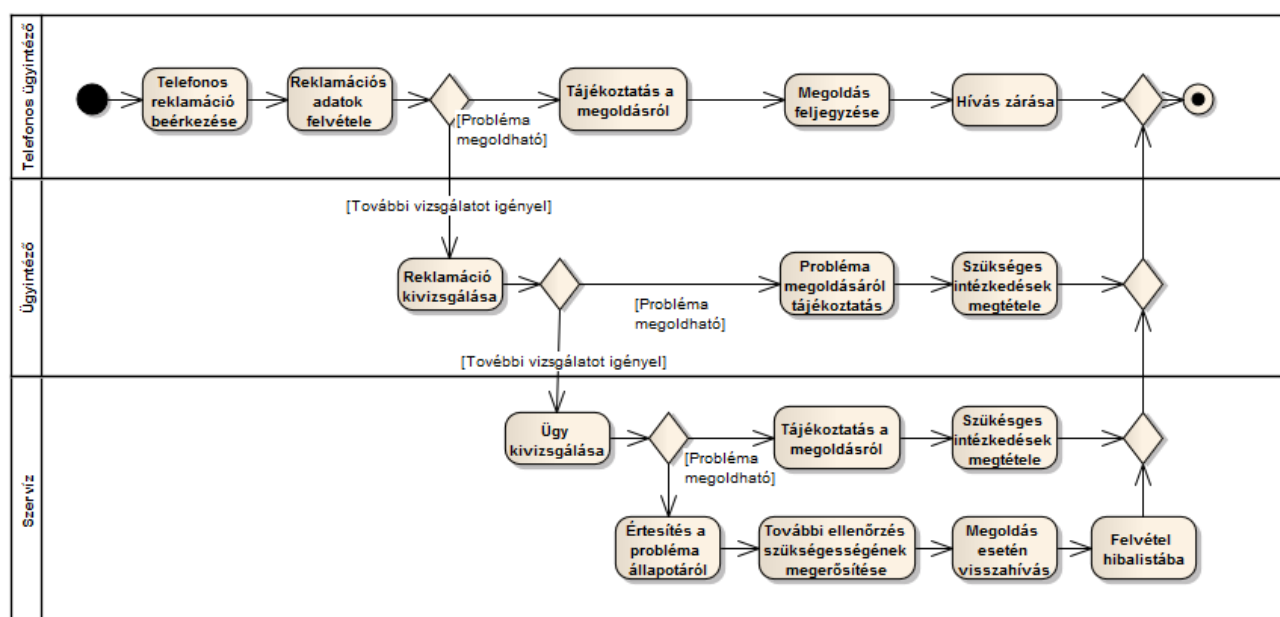 Telefonos ügyintéző
Telefonos
reklamáció
beérkezése
Reklamációs
adatok
felvétele
[Probléma
megoldható]
Tájékoztatás a
megoldásról
Megoldás
feljegyzése
Hívás zárása
[További vizsgálatot igényel]
Ügyintéző
Reklamáció
kivizsgálása
[Probléma
megoldható]
Probléma
megoldásáról
tájékoztatás
Szükséges
intézkedések
megtétele
[Tovébbi vizsgálatot igényel]
Szervíz
Ügy
kivizsgálása
[Probléma
megoldható]
Tájékoztatás a
megoldásról
Szükésges
intézkedések
megtétele
Értesítés a
probléma
állapotáról
További ellenőrzés
szükségességének
megerősítése
Megoldás
esetén
visszahívás
Felvétel
hibalistába